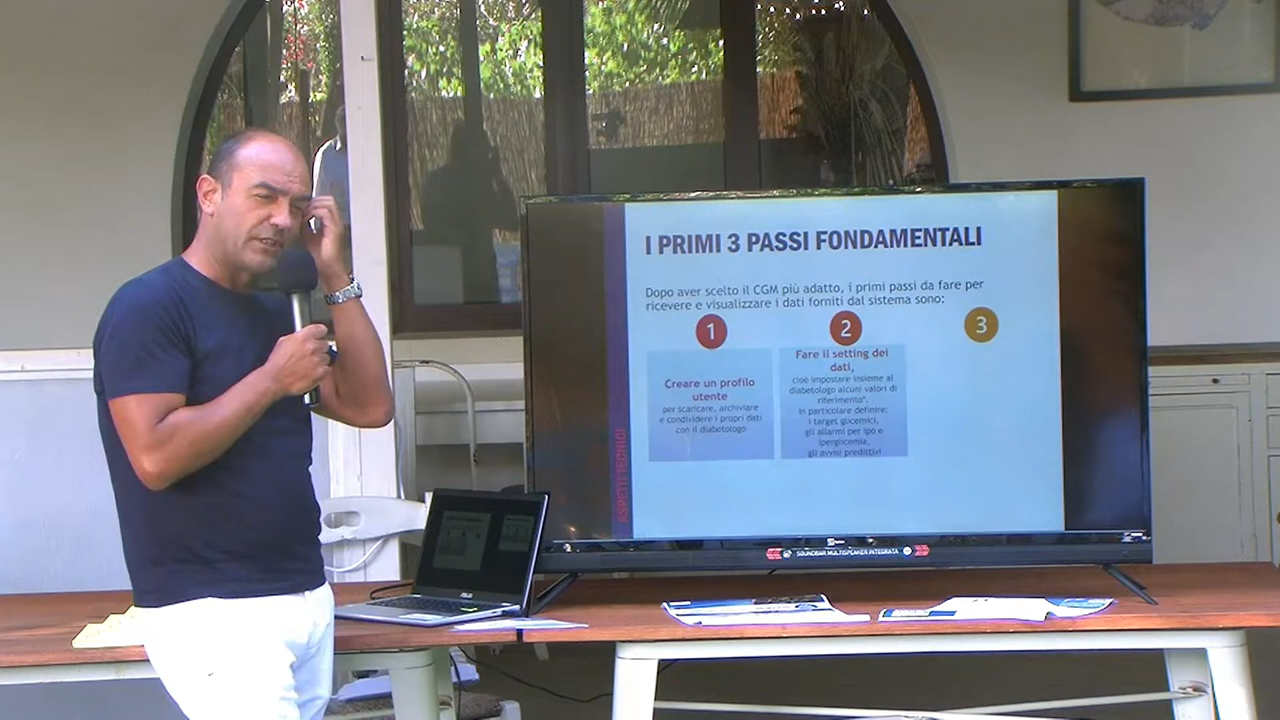 I PRIMI 3 PASSI FONDAMENTALI
Dopo aver scelto il CGM più adatto, i primi passi da fare per
ricevere e visualizzare i dati forniti dal sistema sono:
1
2
3
Creare un profilo
utente
per scaricare, archiviare
e condividere i propri dati
con il diabetologo
Fare il setting dei
dati,
cioè impostare insieme al
diabetologo alcuni valori di
riferimento*.
In particolare definire:
i target glicemici,
gli allarmi per ipo e
iperglicemia,
gli avvisi predittivi
ASPETTI TECNICI
SOUNDBAR MULTISPEAKER INTEGRATA
ASUS